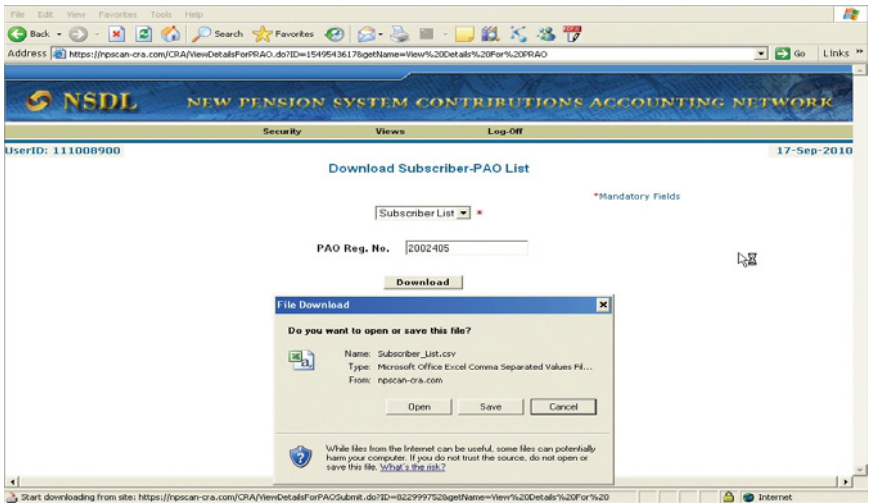 File Edit View Favorites Tools Help
Back Search Favorites
Address https://npscan-cra.com/CRA/ViewDetailsForPRAO.do?ID=1549543617&getName=View%20Details%20For%20PRAO Go Links »
NSDL NEW PENSION SYSTEM CONTRIBUTIONS ACCOUNTING NETWORK
Security Views Log-Off
UserID: 111008900 17-Sep-2010
Download Subscriber-PAO List
*Mandatory Fields
Subscriber List *
PAO Reg. No. 2002405
Download
File Download
Do you want to open or save this file?
Name: Subscriber_List.csv
Type: Microsoft Office Excel Comma Separated Values Fil...
From: npscan-cra.com
Open Save Cancel
While files from the Internet can be useful, some files can potentially
harm your computer. If you do not trust the source, do not open or
save this file. What's the risk?
Start downloading from site: https://npscan-cra.com/CRA/ViewDetailsForPAOSubmit.do?ID=822999752&getName=View%20Details%20For%20 Internet